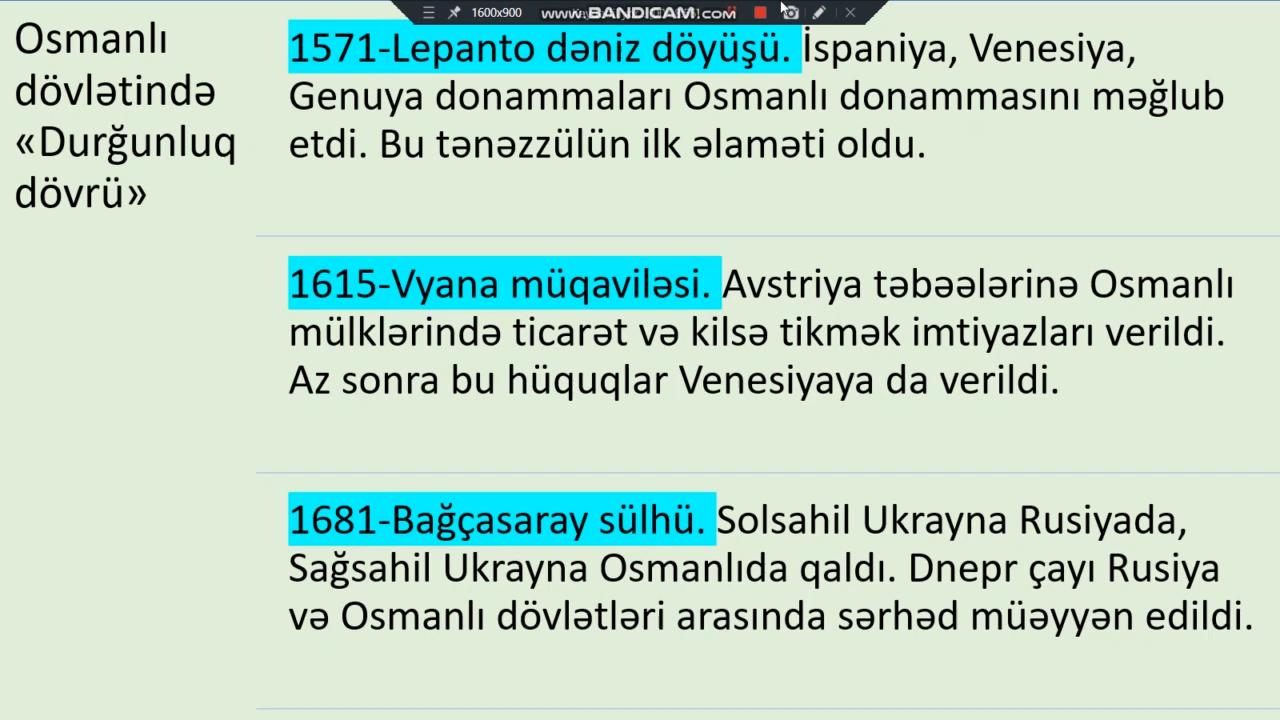 1600x900
www.BANDICAM.com
Osmanlı
dövlətində
«Durğunluq
dövrü»
1571-Lepanto dəniz döyüşü. İspaniya, Venesiya,
Genuya donammaları Osmanlı donammasını məğlub
etdi. Bu tənəzzülün ilk əlaməti oldu.
1615-Vyana müqaviləsi. Avstriya təbəələrinə Osmanlı
mülklərində ticarət və kilsə tikmək imtiyazları verildi.
Az sonra bu hüquqlar Venesiyaya da verildi.
1681-Bağçasaray sülhü. Solsahil Ukrayna Rusiyada,
Sağsahil Ukrayna Osmanlıda qaldı. Dnepr çayı Rusiya
və Osmanlı dövlətləri arasında sərhəd müəyyən edildi.